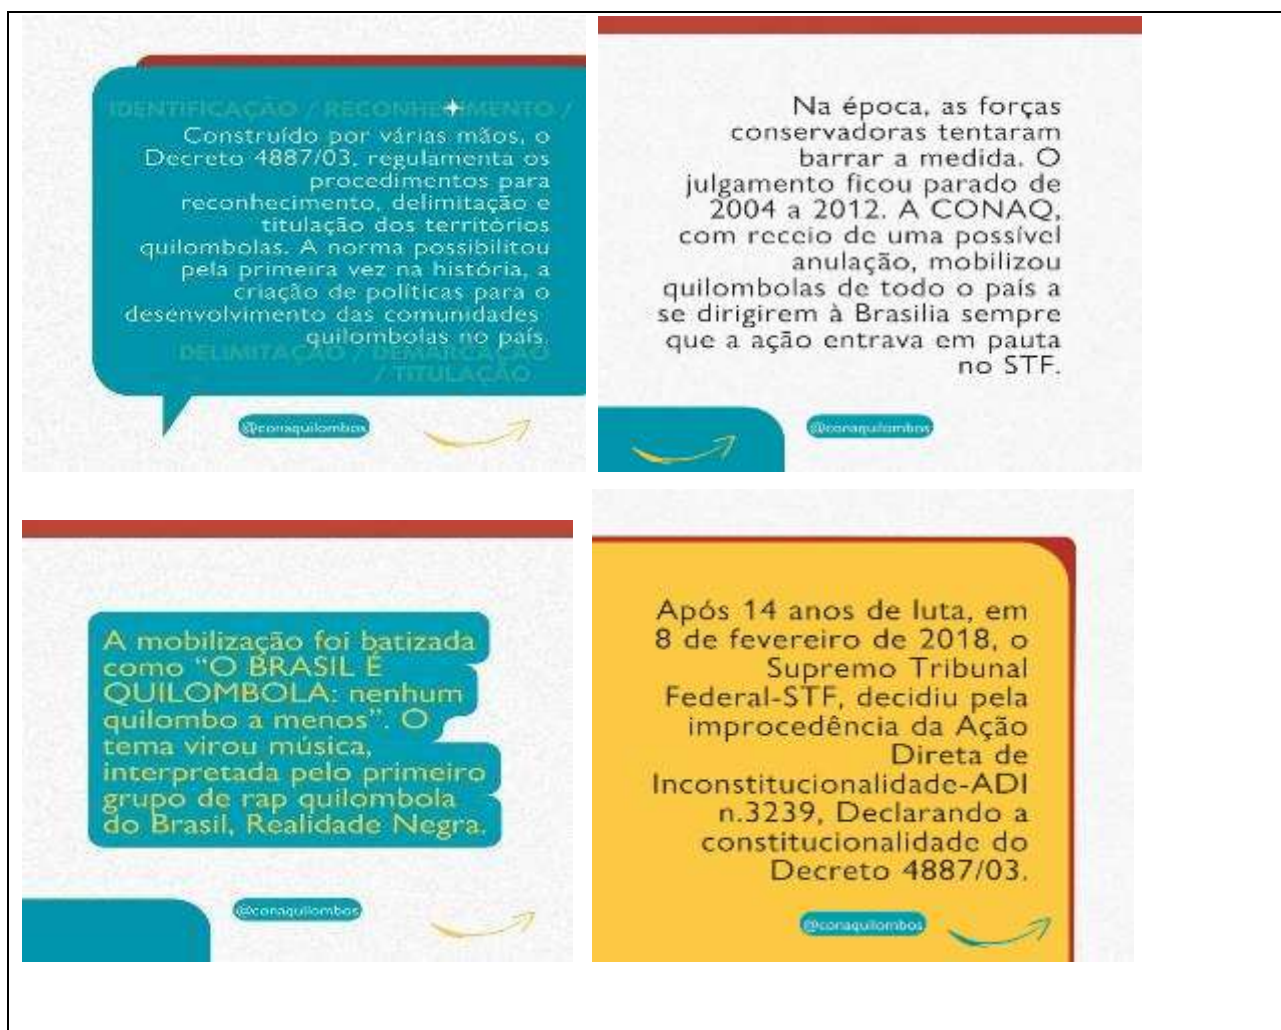 IDENTIFICAÇÃO / RECONHECIMENTO /
Construído por várias mãos, o
Decreto 4887/03, regulamenta os
procedimentos para
reconhecimento, delimitação e
titulação dos territórios
quilombolas. A norma possibilitou
pela primeira vez na história, a
criação de políticas para o
desenvolvimento das comunidades
quilombolas no país.
DELIMITAÇÃO / DEMARCAÇÃO
/ TITULAÇÃO
@conaquilombos
Na época, as forças
conservadoras tentaram
barrar a medida. O
julgamento ficou parado de
2004 a 2012. A CONAQ,
com receio de uma possível
anulação, mobilizou
quilombolas de todo o país a
se dirigirem à Brasilia sempre
que a ação entrava em pauta
no STF.
@conaquilombos
A mobilização foi batizada
como “O BRASIL É
QUILOMBOLA: nenhum
quilombo a menos”. O
tema virou música,
interpretada pelo primeiro
grupo de rap quilombola
do Brasil, Realidade Negra.
@conaquilombos
Após 14 anos de luta, em
8 de fevereiro de 2018, o
Supremo Tribunal
Federal-STF, decidiu pela
improcedência da Ação
Direta de
Inconstitucionalidade-ADI
n.3239, Declarando a
constitucionalidade do
Decreto 4887/03.
@conaquilombos